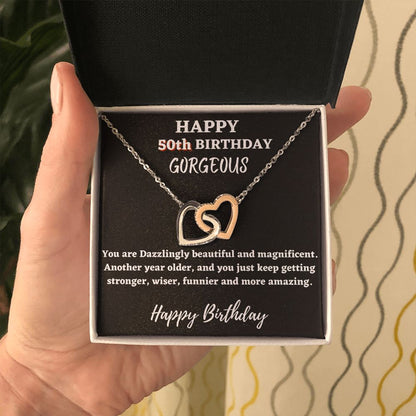 HAPPY
50th BIRTHDAY
GORGEOUS
You are Dazzlingly beautiful and magnificent.
Another year older, and you just keep getting
stronger, wiser, funnier and more amazing.
Happy Birthday